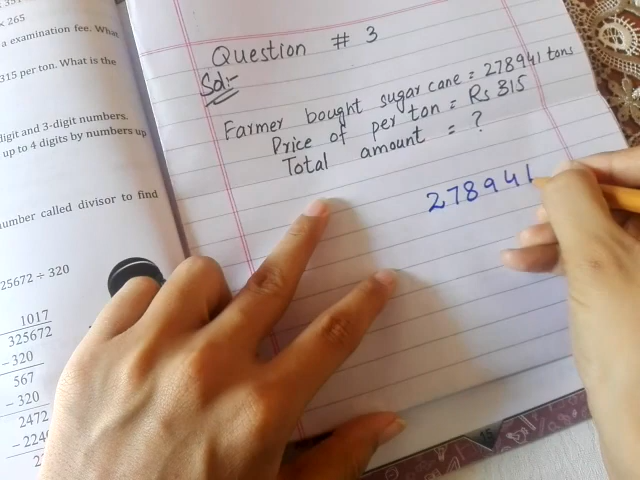 × 265
a examination fee. What
315 per ton. What is the
digit and 3-digit numbers.
up to 4 digits by numbers up
number called divisor to find
25672 ÷ 320
1017
325672
−320
567
− 320
2472
Question # 3
Sol:-
Farmer bought sugar cane = 278941 tons
Price of per ton = Rs 315
Total amount = ?
278941